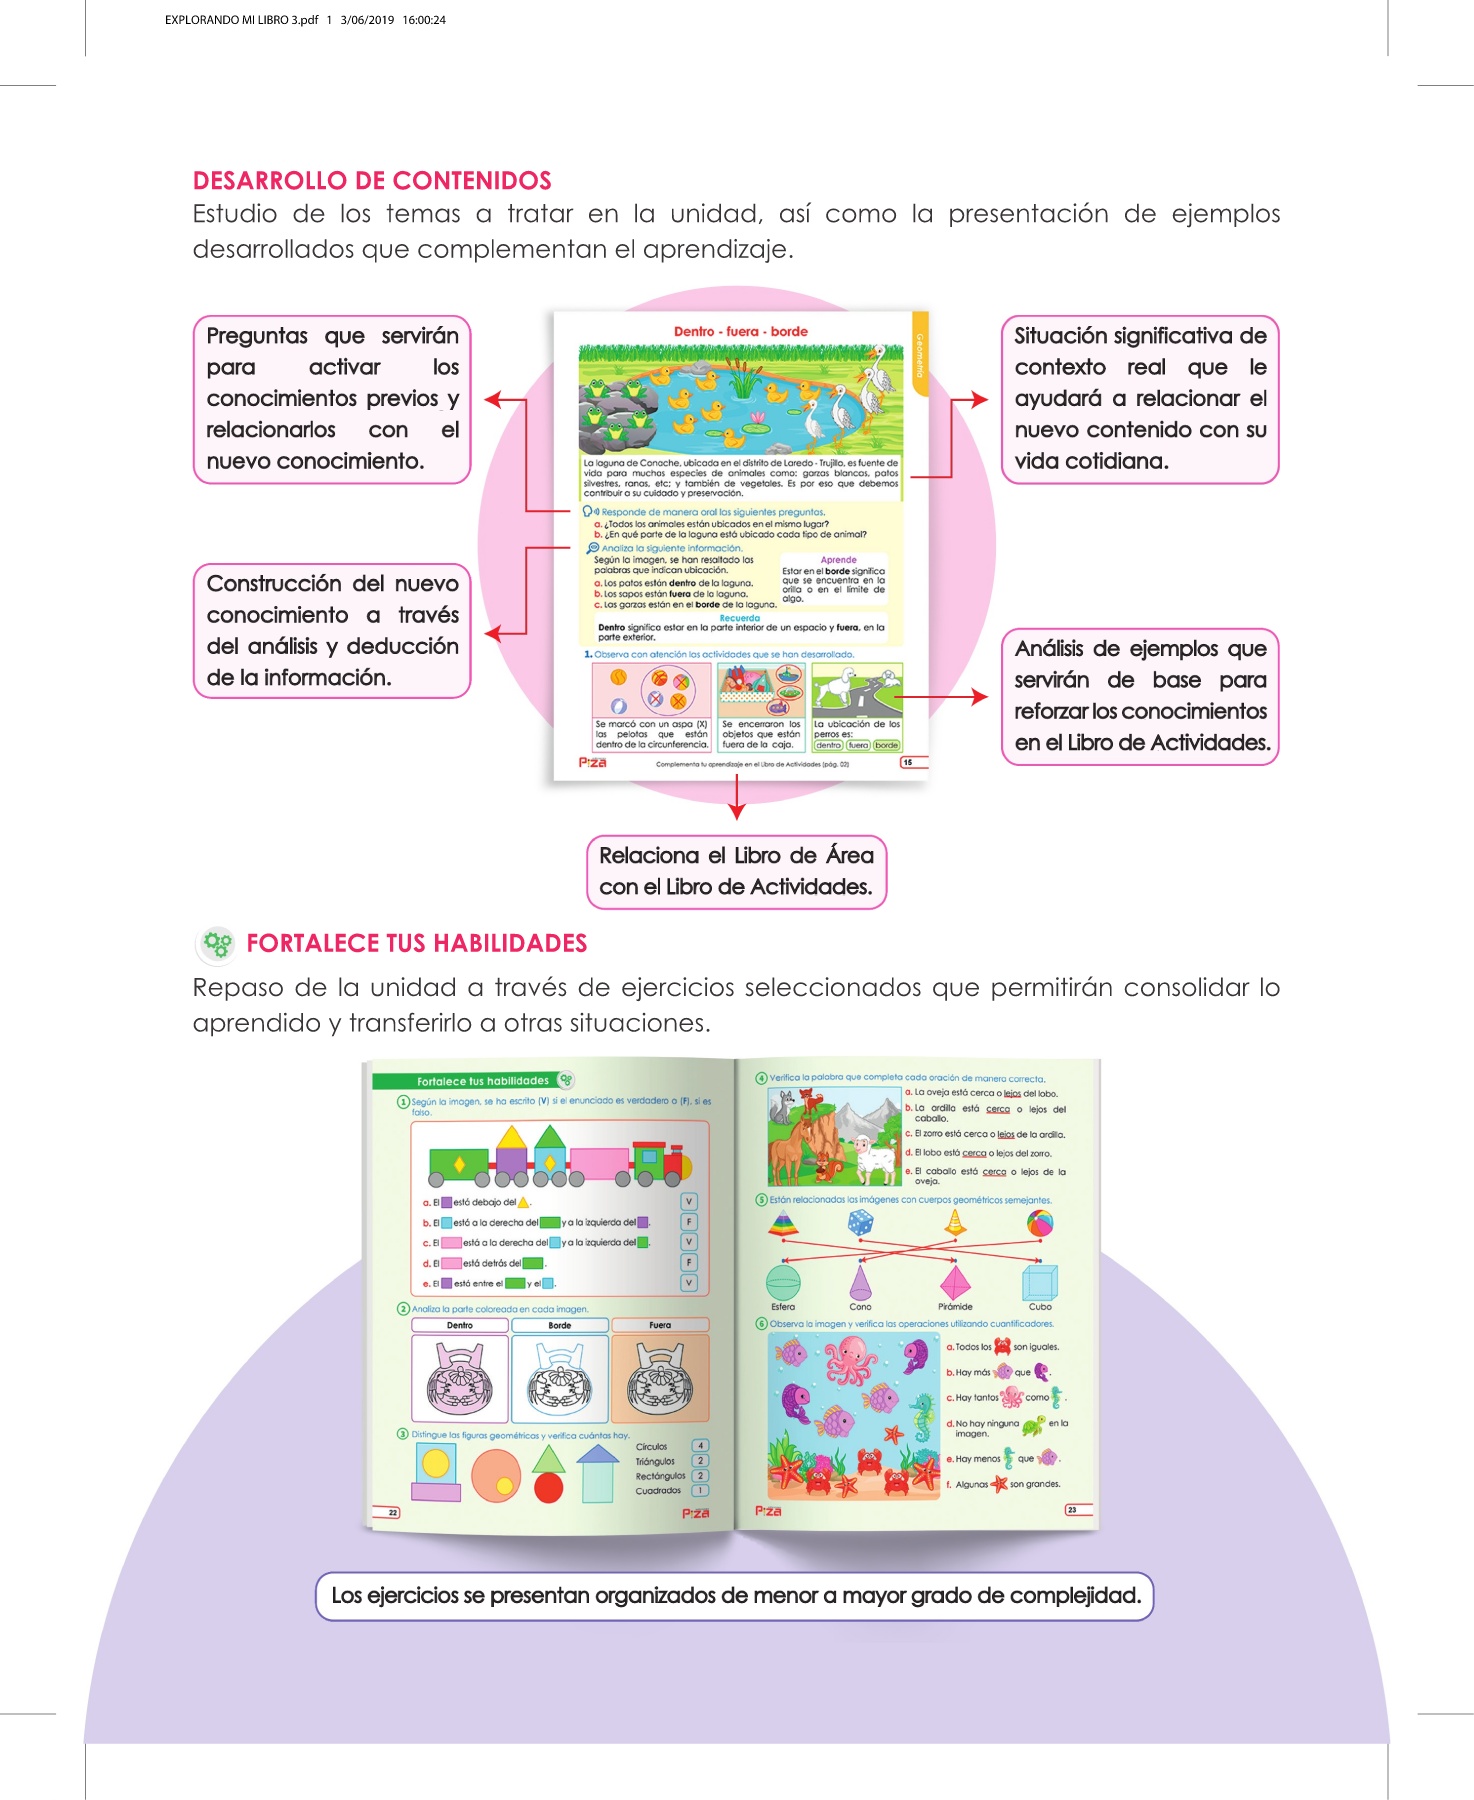 EXPLORANDO MI LIBRO 3.pdf 1 3/06/2019 16:00:24
DESARROLLO DE CONTENIDOS
Estudio de los temas a tratar en la unidad, así como la presentación de ejemplos
desarrollados que complementan el aprendizaje.
Preguntas que servirán
para activar los
conocimientos previos y
relacionarlos con el
nuevo conocimiento.
Construcción del nuevo
conocimiento a través
del análisis y deducción
de la información.
Dentro - fuera - borde
Geometría
La laguna de Conache, ubicada en el distrito de Laredo - Trujillo, es fuente de
vida para muchas especies de animales como: garzas blancas, patos
silvestres, ranas, etc; y también de vegetales. Es por eso que debemos
contribuir a su cuidado y preservación.
Responde de manera oral las siguientes preguntas.
a. ¿Todos los animales están ubicados en el mismo lugar?
b. ¿En qué parte de la laguna está ubicado cada tipo de animal?
Analiza la siguiente información.
Según la imagen, se han resaltado las
palabras que indican ubicación.
a. Los patos están dentro de la laguna.
b. Los sapos están fuera de la laguna.
c. Las garzas están en el borde de la laguna.
Aprende
Estar en el borde significa
que se encuentra en la
orilla o en el límite de
algo.
Recuerda
Dentro significa estar en la parte interior de un espacio y fuera, en la
parte exterior.
1. Observa con atención las actividades que se han desarrollado.
Se marcó con un aspa (X)
las pelotas que están
dentro de la circunferencia.
Se encerraron los
objetos que están
fuera de la caja.
La ubicación de los
perros es:
dentro fuera borde
Piza
Complementa tu aprendizaje en el Libro de Actividades (pág. 02)
15
Situación significativa de
contexto real que le
ayudará a relacionar el
nuevo contenido con su
vida cotidiana.
Análisis de ejemplos que
servirán de base para
reforzar los conocimientos
en el Libro de Actividades.
Relaciona el Libro de Área
con el Libro de Actividades.
FORTALECE TUS HABILIDADES
Repaso de la unidad a través de ejercicios seleccionados que permitirán consolidar lo
aprendido y transferirlo a otras situaciones.
Fortalece tus habilidades
1 Según la imagen, se ha escrito (V) si el enunciado es verdadero o (F), si es
falso.
a. El está debajo del .
V
b. El está a la derecha del y a la izquierda del .
F
c. El está a la derecha del y a la izquierda del .
V
d. El está detrás del .
F
e. El está entre el y el .
V
2 Analiza la parte coloreada en cada imagen.
Dentro
Borde
Fuera
3 Distingue las figuras geométricas y verifica cuántos hay.
Círculos 4
Triángulos 2
Rectángulos 2
Cuadrados 1
22
Piza
4 Verifica la palabra que completa cada oración de manera correcta.
a. La oveja está cerca o lejos del lobo.
b. La ardilla está cerca o lejos del
caballo.
c. El zorro está cerca o lejos de la ardilla.
d. El lobo está cerca o lejos del zorro.
e. El caballo está cerca o lejos de la
oveja.
5 Están relacionadas las imágenes con cuerpos geométricos semejantes.
Esfera
Cono
Pirámide
Cubo
6 Observa la imagen y verifica las operaciones utilizando cuantificadores.
a. Todos los son iguales.
b. Hay más que .
c. Hay tantos como .
d. No hay ninguna en la
imagen.
e. Hay menos que .
f. Algunas son grandes.
Piza
23
Los ejercicios se presentan organizados de menor a mayor grado de complejidad.